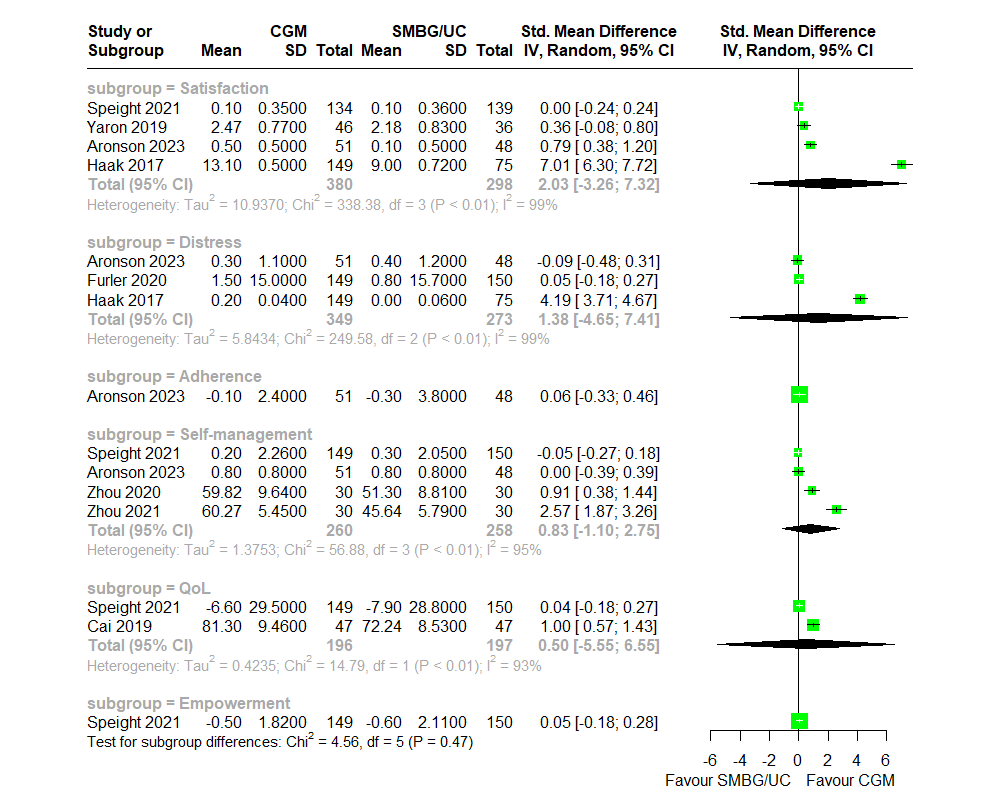 Study or CGM SMBG/UC Std. Mean Difference Std. Mean Difference
Subgroup Mean SD Total Mean SD Total IV, Random, 95% CI IV, Random, 95% CI
subgroup = Satisfaction
Speight 2021 0.10 0.3500 134 0.10 0.3600 139 0.00 [-0.24; 0.24]
Yaron 2019 2.47 0.7700 46 2.18 0.8300 36 0.36 [-0.08; 0.80]
Aronson 2023 0.50 0.5000 51 0.10 0.5000 48 0.79 [ 0.38; 1.20]
Haak 2017 13.10 0.5000 149 9.00 0.7200 75 7.01 [ 6.30; 7.72]
Total (95% CI) 380 298 2.03 [-3.26; 7.32]
Heterogeneity: Tau² = 10.9370; Chi² = 338.38, df = 3 (P < 0.01); I² = 99%
subgroup = Distress
Aronson 2023 0.30 1.1000 51 0.40 1.2000 48 -0.09 [-0.48; 0.31]
Furler 2020 1.50 15.0000 149 0.80 15.7000 150 0.05 [-0.18; 0.27]
Haak 2017 0.20 0.0400 149 0.00 0.0600 75 4.19 [ 3.71; 4.67]
Total (95% CI) 349 273 1.38 [-4.65; 7.41]
Heterogeneity: Tau² = 5.8434; Chi² = 249.58, df = 2 (P < 0.01); I² = 99%
subgroup = Adherence
Aronson 2023 -0.10 2.4000 51 -0.30 3.8000 48 0.06 [-0.33; 0.46]
subgroup = Self-management
Speight 2021 0.20 2.2600 149 0.30 2.0500 150 -0.05 [-0.27; 0.18]
Aronson 2023 0.80 0.8000 51 0.80 0.8000 48 0.00 [-0.39; 0.39]
Zhou 2020 59.82 9.6400 30 51.30 8.8100 30 0.91 [ 0.38; 1.44]
Zhou 2021 60.27 5.4500 30 45.64 5.7900 30 2.57 [ 1.87; 3.26]
Total (95% CI) 260 258 0.83 [-1.10; 2.75]
Heterogeneity: Tau² = 1.3753; Chi² = 56.88, df = 3 (P < 0.01); I² = 95%
subgroup = QoL
Speight 2021 -6.60 29.5000 149 -7.90 28.8000 150 0.04 [-0.18; 0.27]
Cai 2019 81.30 9.4600 47 72.24 8.5300 47 1.00 [ 0.57; 1.43]
Total (95% CI) 196 197 0.50 [-5.55; 6.55]
Heterogeneity: Tau² = 0.4235; Chi² = 14.79, df = 1 (P < 0.01); I² = 93%
subgroup = Empowerment
Speight 2021 -0.50 1.8200 149 -0.60 2.1100 150 0.05 [-0.18; 0.28]
Test for subgroup differences: Chi² = 4.56, df = 5 (P = 0.47)
-6 -4 -2 0 2 4 6
Favour SMBG/UC Favour CGM